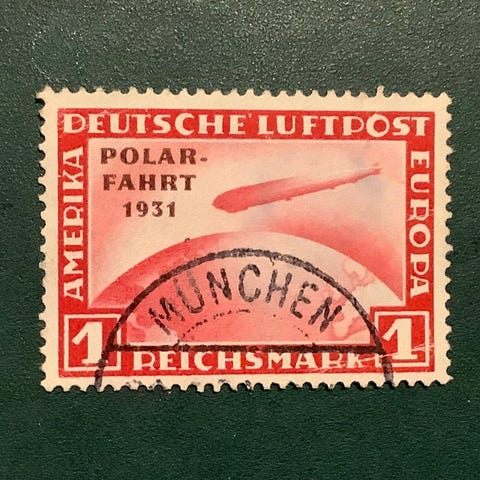 DEUTSCHE LUFTPOST
AMERIKA
EUROPA
POLAR-
FAHRT
1931
MÜNCHEN
1 REICHSMARK 1